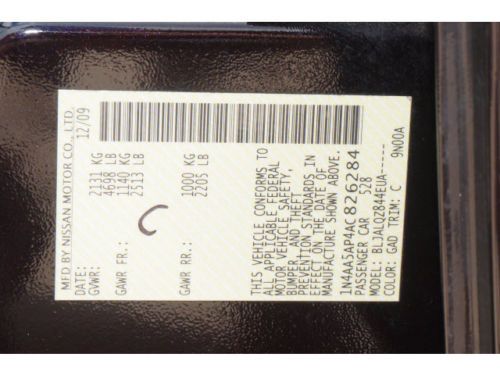 MFD BY NISSAN MOTOR CO., LTD.
DATE: 12/09
GVWR: 2131 KG
4698 LB
GAWR FR: 1140 KG
2513 LB
GAWR RR: 1000 KG
2205 LB
THIS VEHICLE CONFORMS TO
ALL APPLICABLE FEDERAL
MOTOR VEHICLE SAFETY,
BUMPER, AND THEFT
PREVENTION STANDARDS IN
EFFECT ON THE DATE OF
MANUFACTURE SHOWN ABOVE.
1N4AA5AP4AC826284
PASSENGER CAR 528
MODEL: BLJALQZ844EUA----
COLOR: GAD TRIM: C 9N00A